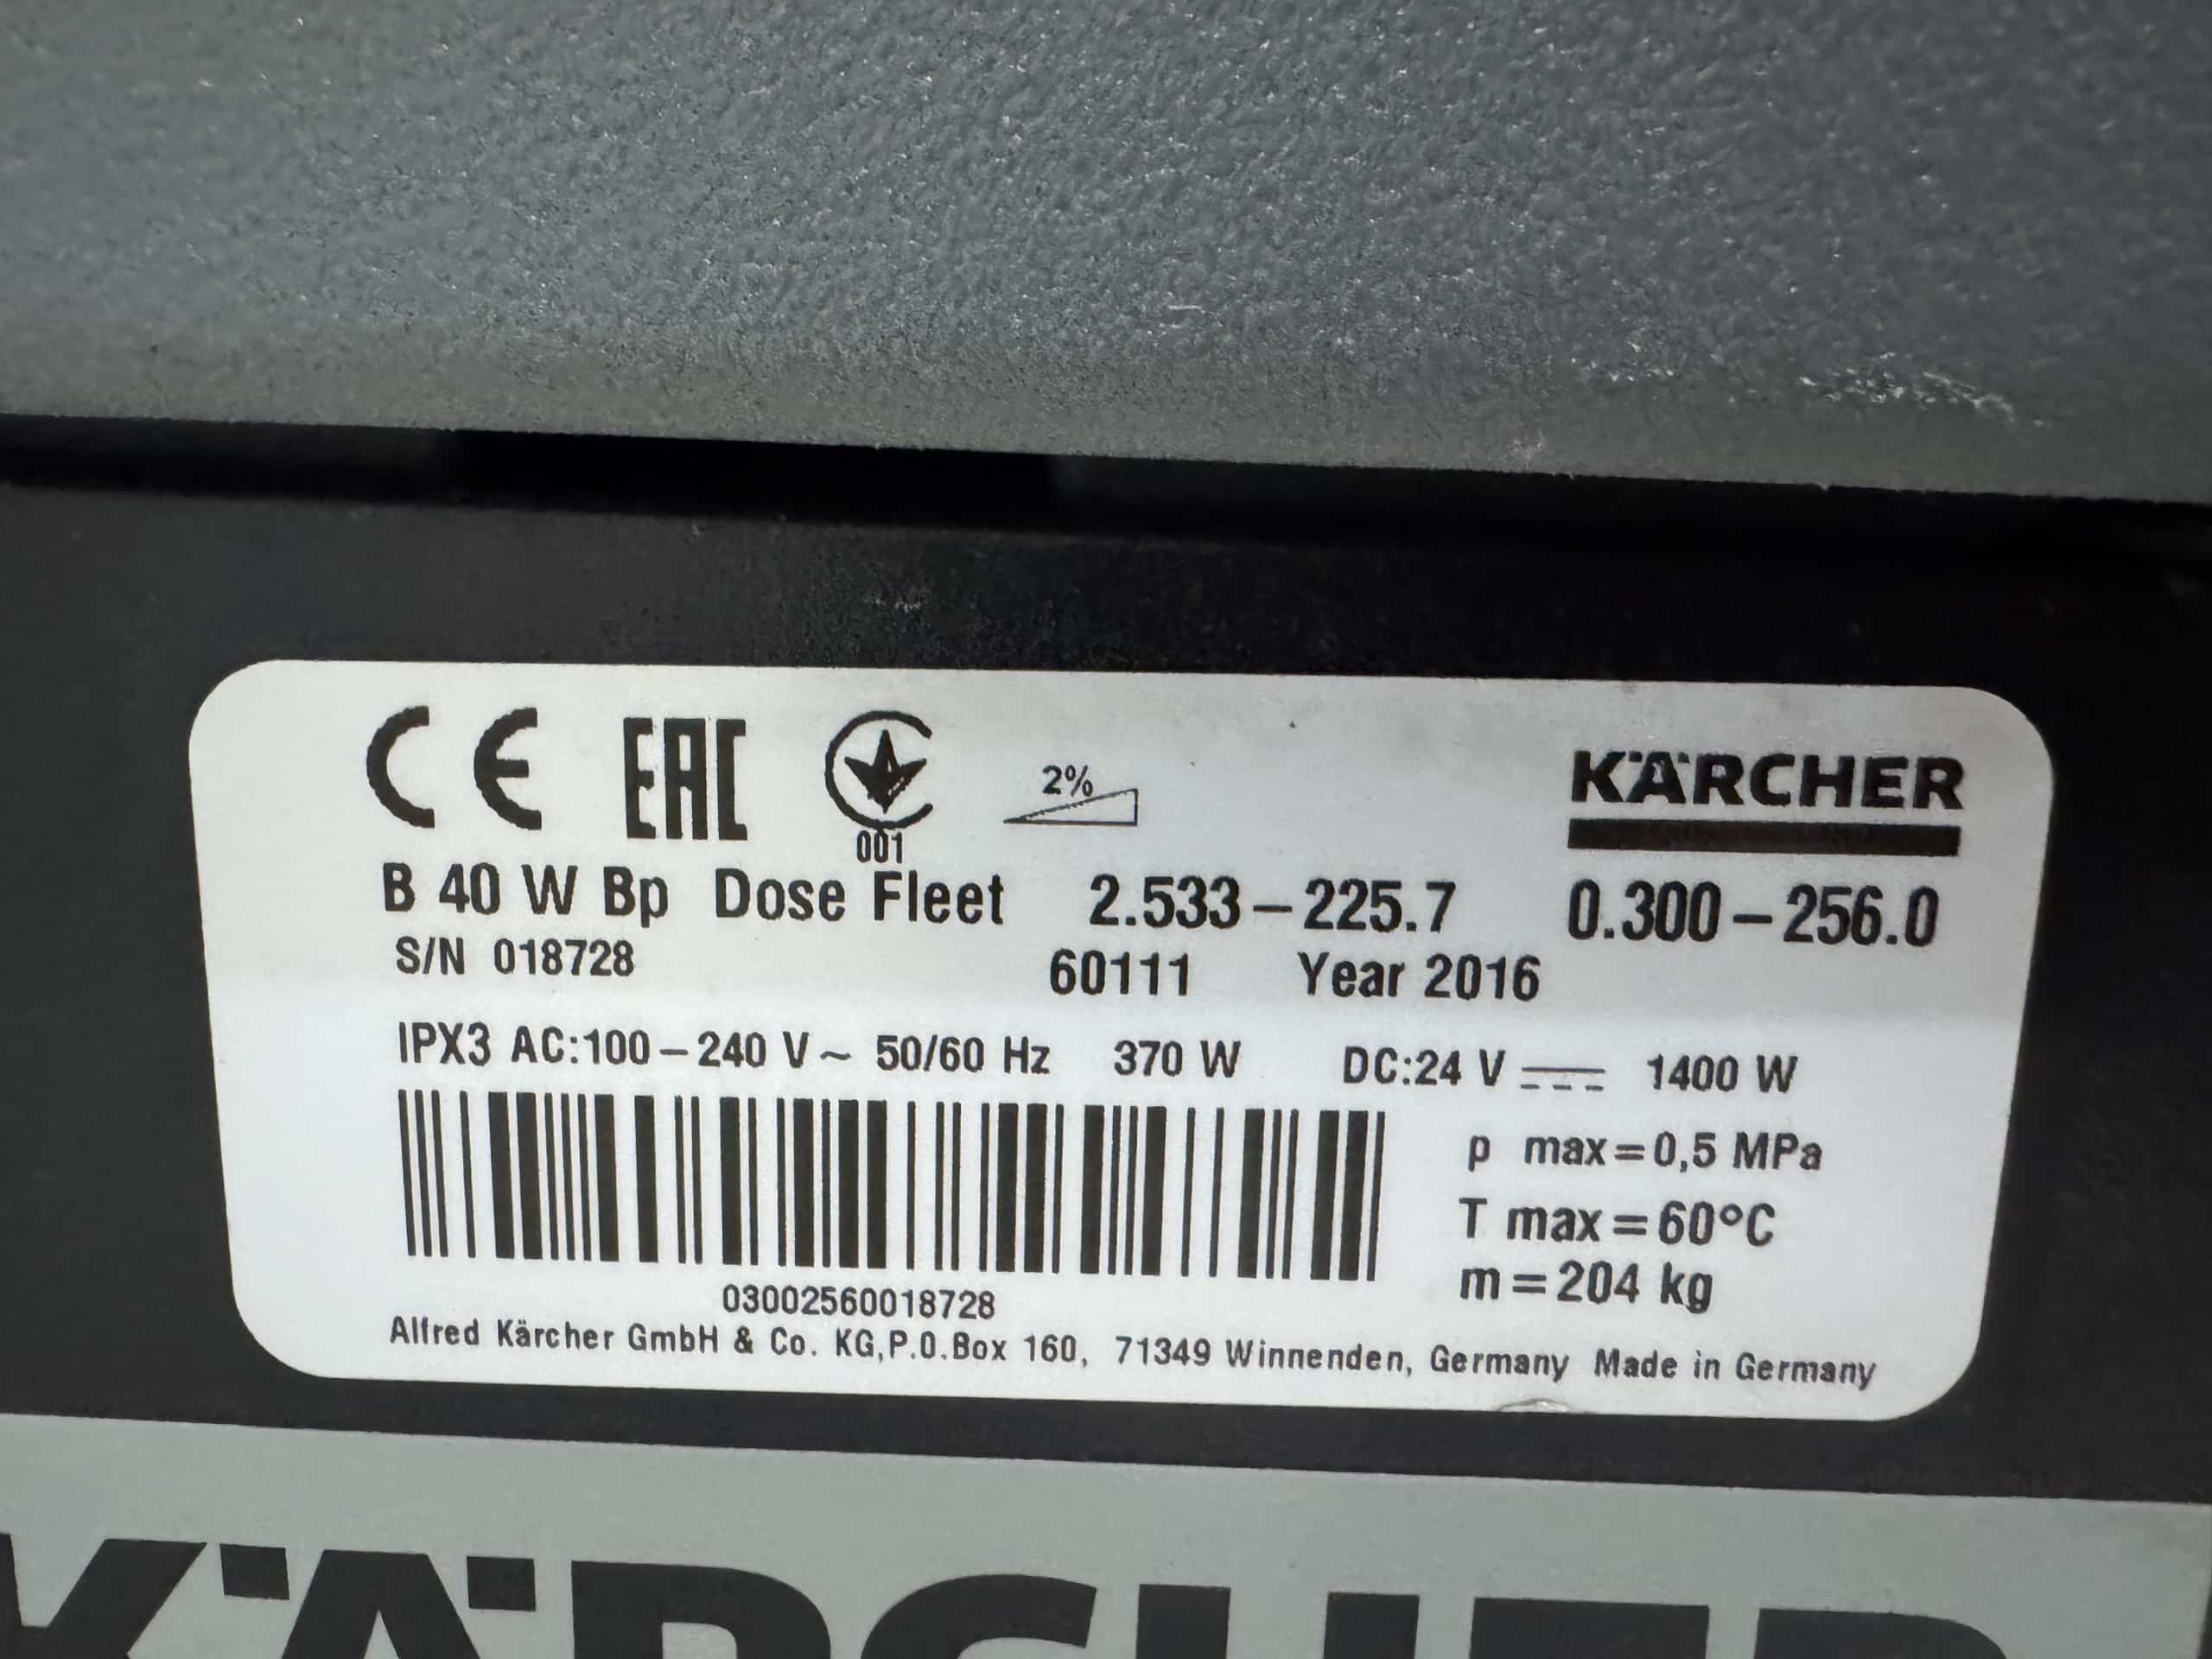 CE EAC 001 2% KÄRCHER
B 40 W Bp Dose Fleet 2.533-225.7 0.300-256.0
S/N 018728 60111 Year 2016
IPX3 AC:100-240 V~ 50/60 Hz 370 W DC:24 V ⎓ 1400 W
p max=0,5 MPa
T max=60°C
m=204 kg
03002560018728
Alfred Kärcher GmbH & Co. KG,P.O.Box 160, 71349 Winnenden, Germany Made in Germany
KÄRCHER